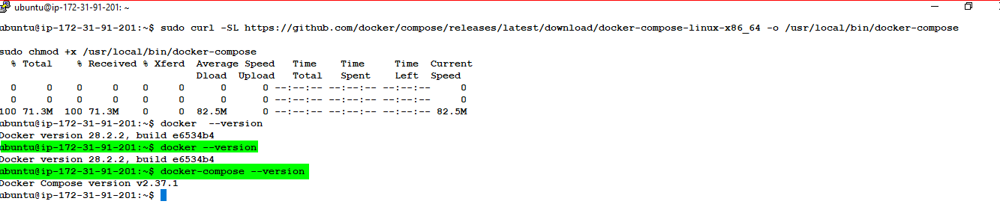 ubuntu@ip-172-31-91-201: ~
ubuntu@ip-172-31-91-201:~$ sudo curl -SL https://github.com/docker/compose/releases/latest/download/docker-compose-linux-x86_64 -o /usr/local/bin/docker-compose
sudo chmod +x /usr/local/bin/docker-compose
  % Total    % Received % Xferd  Average Speed   Time    Time     Time  Current
                                 Dload  Upload   Total   Spent    Left  Speed
  0     0    0     0    0     0      0      0 --:--:-- --:--:-- --:--:--     0
  0     0    0     0    0     0      0      0 --:--:-- --:--:-- --:--:--     0
100 71.3M  100 71.3M    0     0  82.5M      0 --:--:-- --:--:-- --:--:-- 82.5M
ubuntu@ip-172-31-91-201:~$ docker  --version
Docker version 28.2.2, build e6534b4
ubuntu@ip-172-31-91-201:~$ docker --version
Docker version 28.2.2, build e6534b4
ubuntu@ip-172-31-91-201:~$ docker-compose --version
Docker Compose version v2.37.1
ubuntu@ip-172-31-91-201:~$